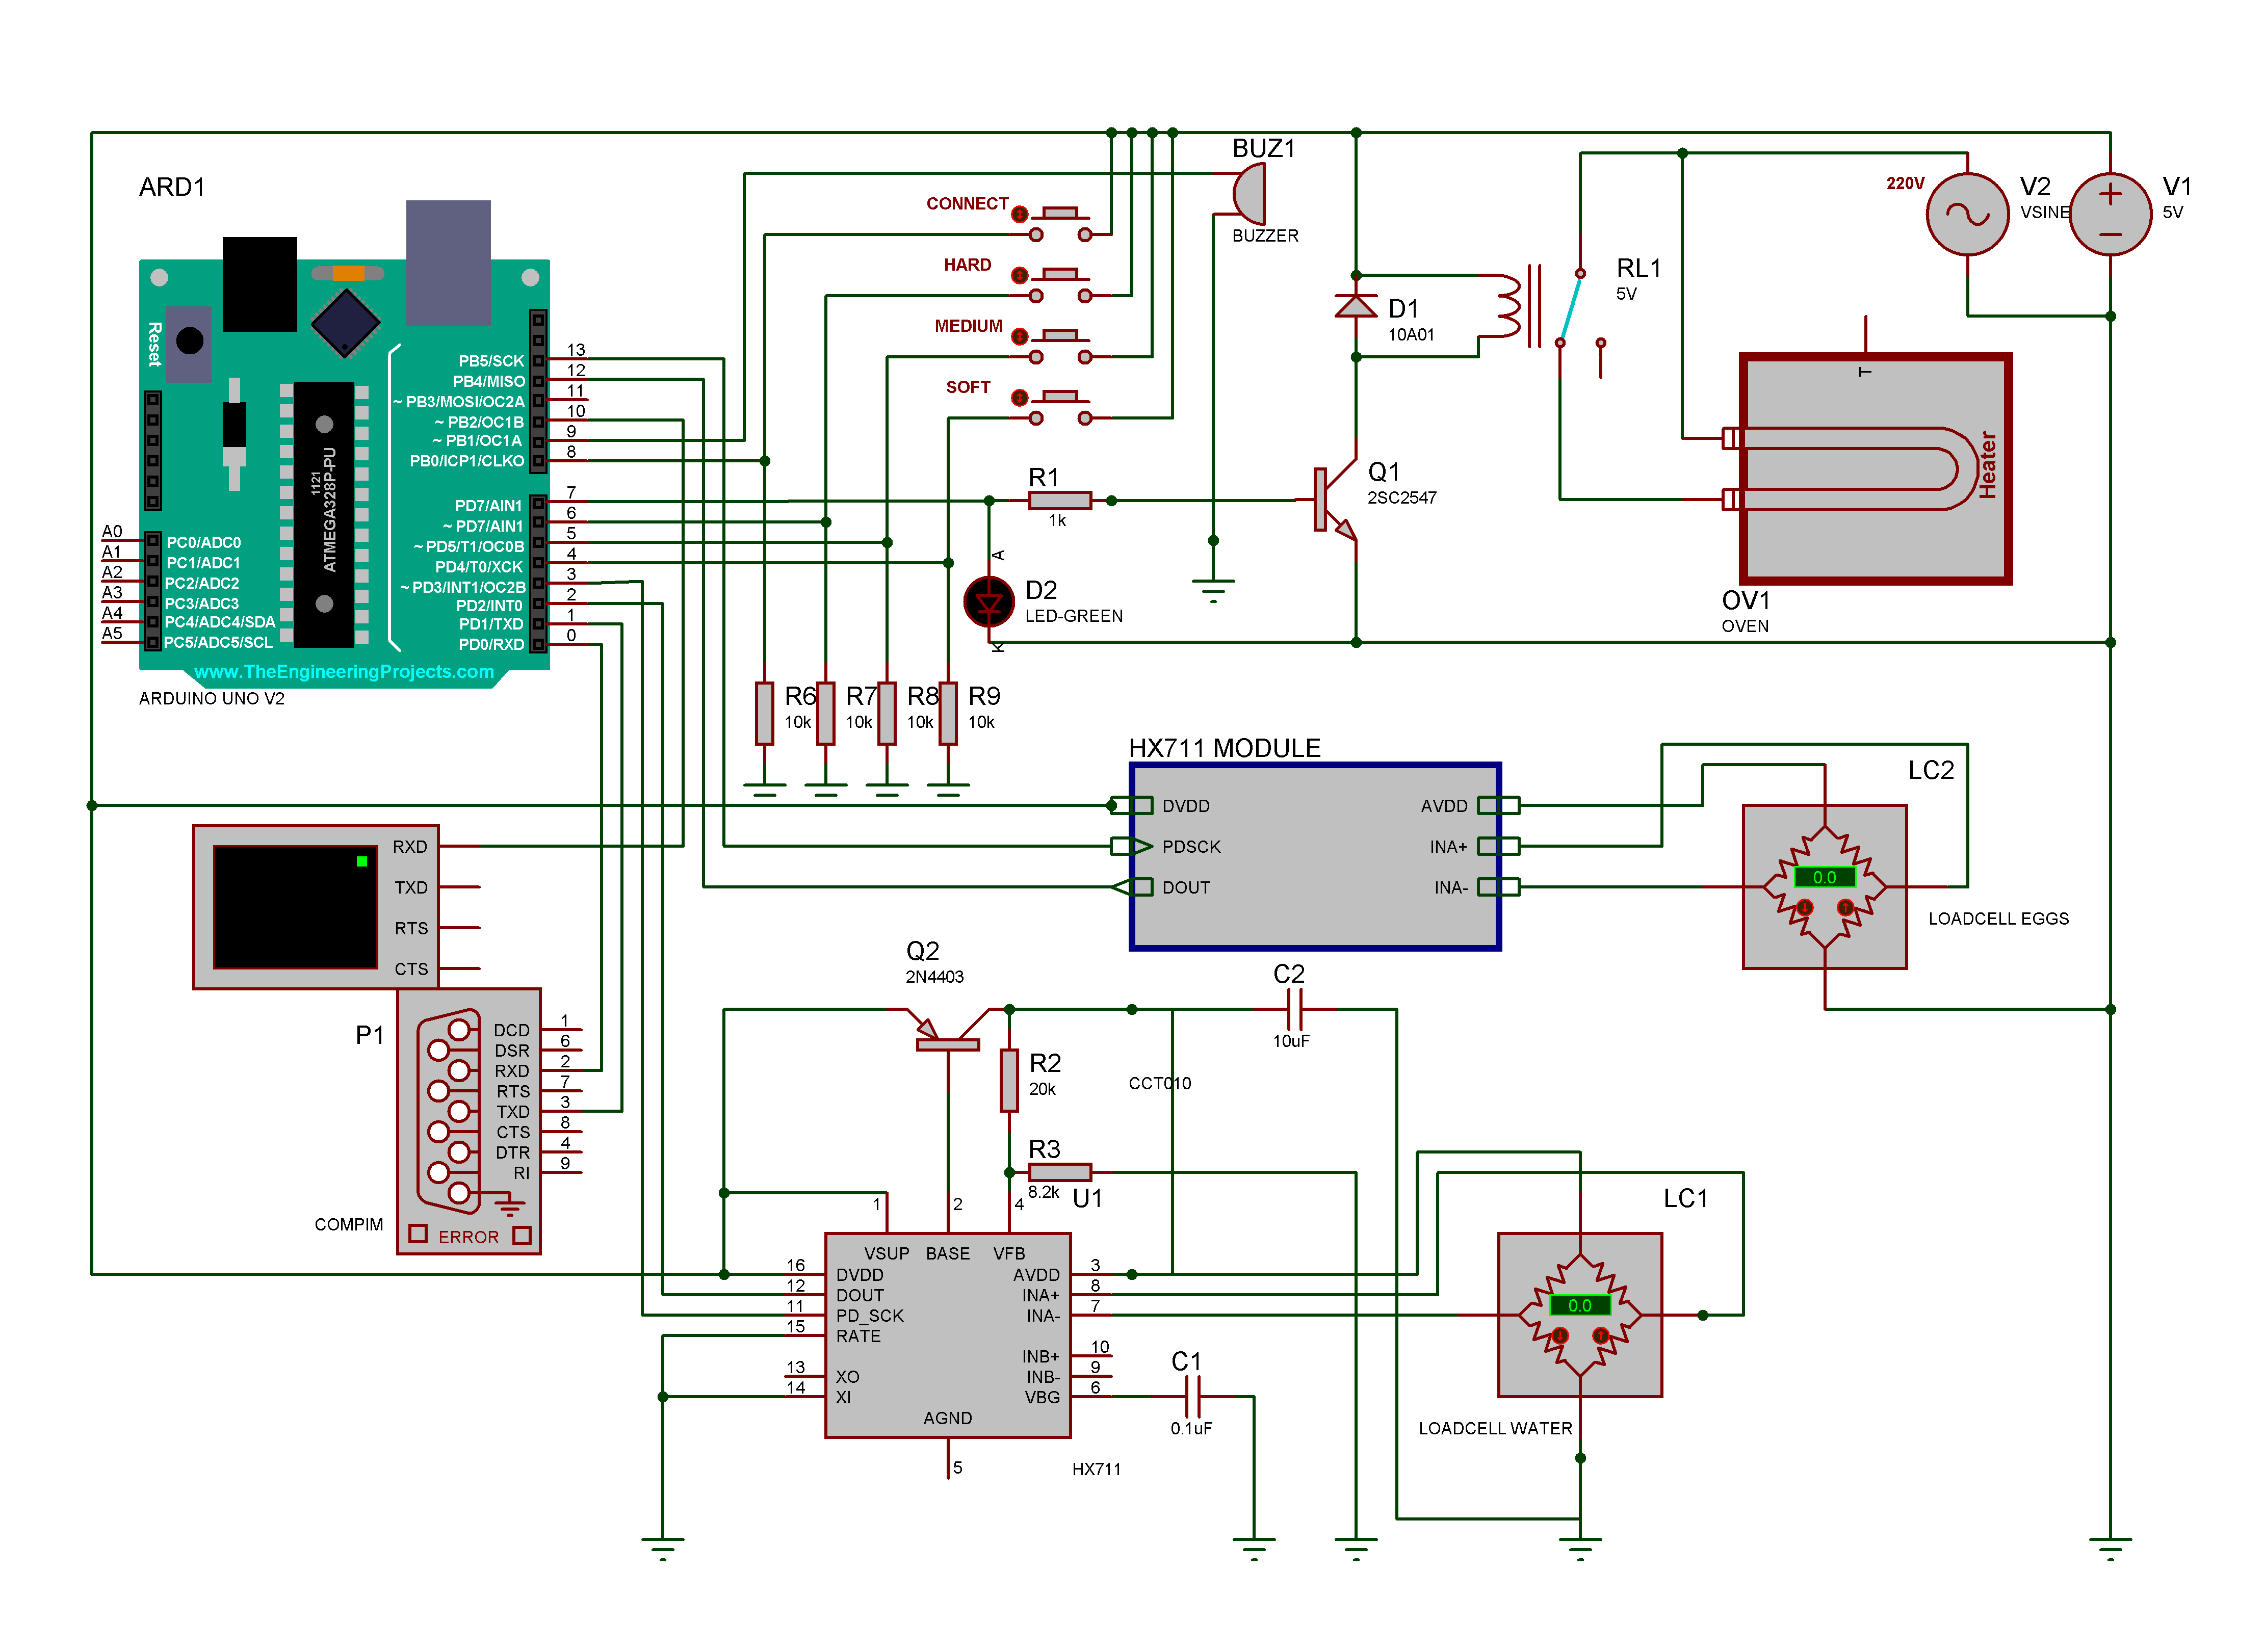 ARD1
Reset
1121
ATMEGA328P-PU
PB5/SCK
13
PB4/MISO
12
~ PB3/MOSI/OC2A
11
~ PB2/OC1B
10
~ PB1/OC1A
9
PB0/ICP1/CLKO
8
PD7/AIN1
7
~ PD7/AIN1
6
~ PD5/T1/OC0B
5
PD4/T0/XCK
4
~ PD3/INT1/OC2B
3
PD2/INT0
2
PD1/TXD
1
PD0/RXD
0
A0
PC0/ADC0
A1
PC1/ADC1
A2
PC2/ADC2
A3
PC3/ADC3
A4
PC4/ADC4/SDA
A5
PC5/ADC5/SCL
www.TheEngineeringProjects.com
ARDUINO UNO V2
CONNECT
HARD
MEDIUM
SOFT
BUZ1
BUZZER
D1
10A01
RL1
5V
220V
V2
VSINE
V1
5V
R1
1k
Q1
2SC2547
A
D2
LED-GREEN
K
T
Heater
OV1
OVEN
R6
10k
R7
10k
R8
10k
R9
10k
HX711 MODULE
DVDD
PDSCK
DOUT
AVDD
INA+
INA-
LC2
0.0
LOADCELL EGGS
RXD
TXD
RTS
CTS
P1
DCD
1
DSR
6
RXD
2
RTS
7
TXD
3
CTS
8
DTR
4
RI
9
COMPIM
ERROR
Q2
2N4403
C2
10uF
R2
20k
CCT010
R3
8.2k
U1
1
2
4
VSUP
BASE
VFB
16
DVDD
12
DOUT
11
PD_SCK
15
RATE
13
XO
14
XI
AGND
5
AVDD
3
INA+
8
INA-
7
INB+
10
INB-
9
VBG
6
HX711
C1
0.1uF
LC1
0.0
LOADCELL WATER